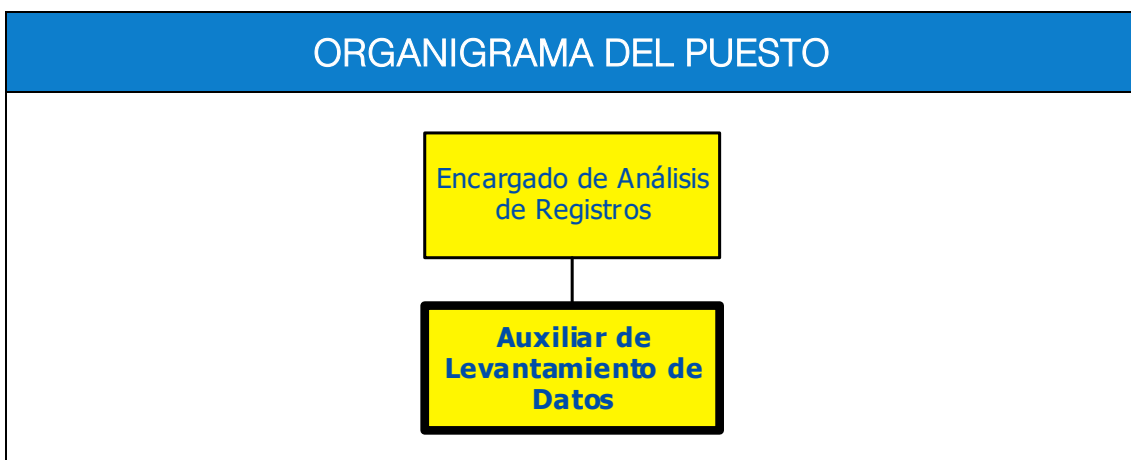 ORGANIGRAMA DEL PUESTO
Encargado de Análisis
de Registros
Auxiliar de
Levantamiento de
Datos